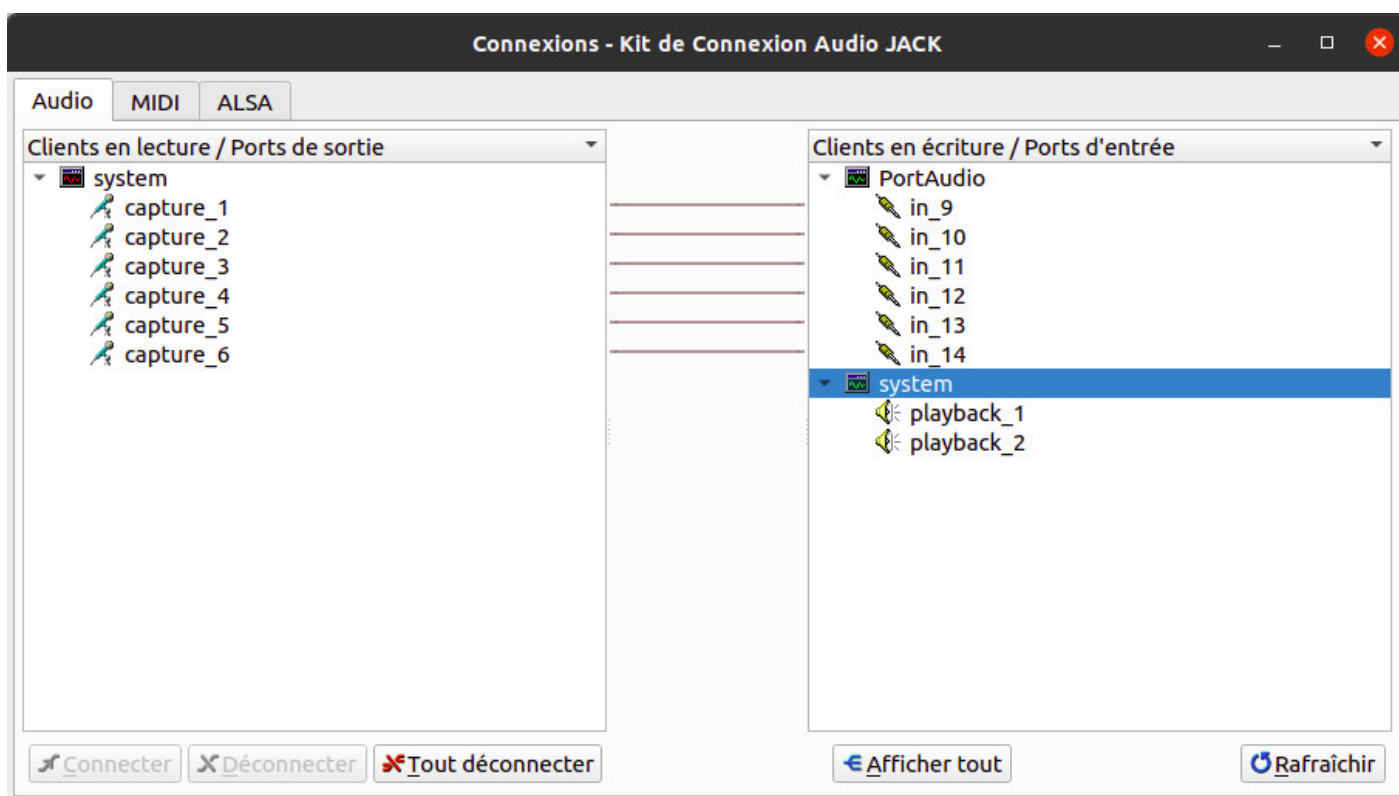 Connexions - Kit de Connexion Audio JACK
Audio MIDI ALSA
Clients en lecture / Ports de sortie
system
capture_1
capture_2
capture_3
capture_4
capture_5
capture_6
Clients en écriture / Ports d'entrée
PortAudio
in_9
in_10
in_11
in_12
in_13
in_14
system
playback_1
playback_2
Connecter Déconnecter Tout déconnecter Afficher tout Rafraîchir